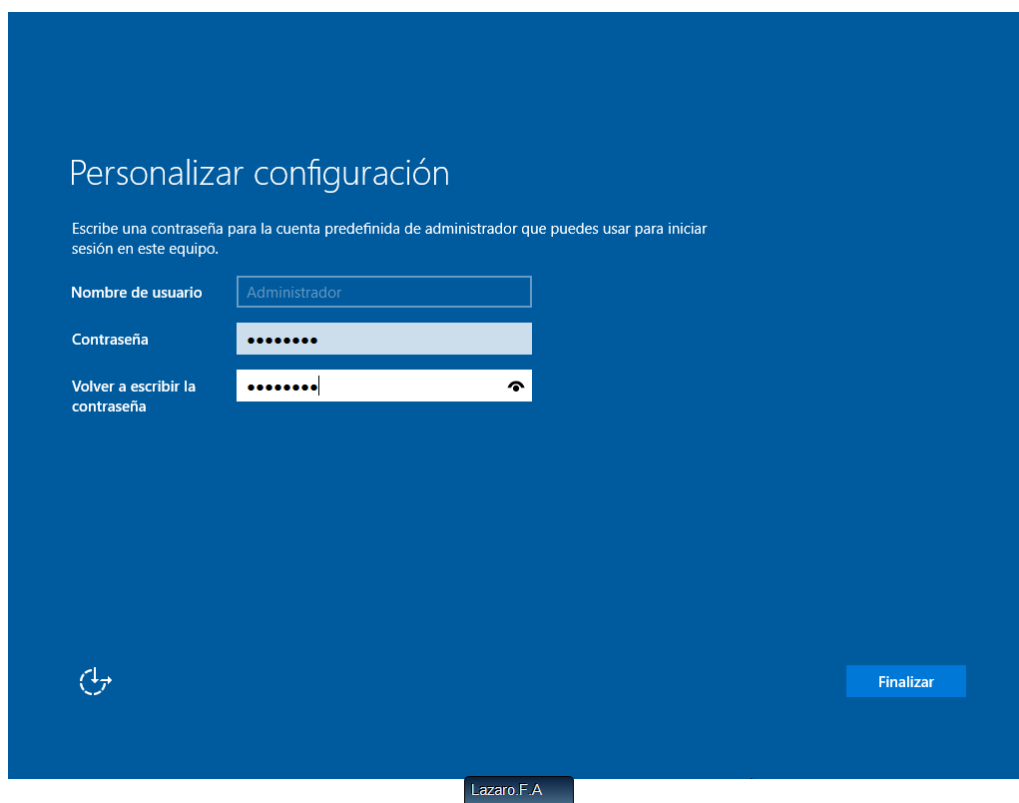 Personalizar configuración
Escribe una contraseña para la cuenta predefinida de administrador que puedes usar para iniciar
sesión en este equipo.
Nombre de usuario
Administrador
Contraseña
••••••••
Volver a escribir la
contraseña
••••••••
Finalizar
Lazaro.F.A